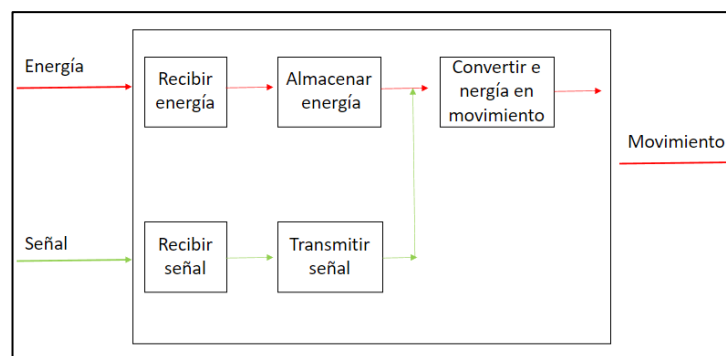 Energía
Recibir
energía
Almacenar
energía
Convertir e
nergía en
movimiento
Movimiento
Señal
Recibir
señal
Transmitir
señal